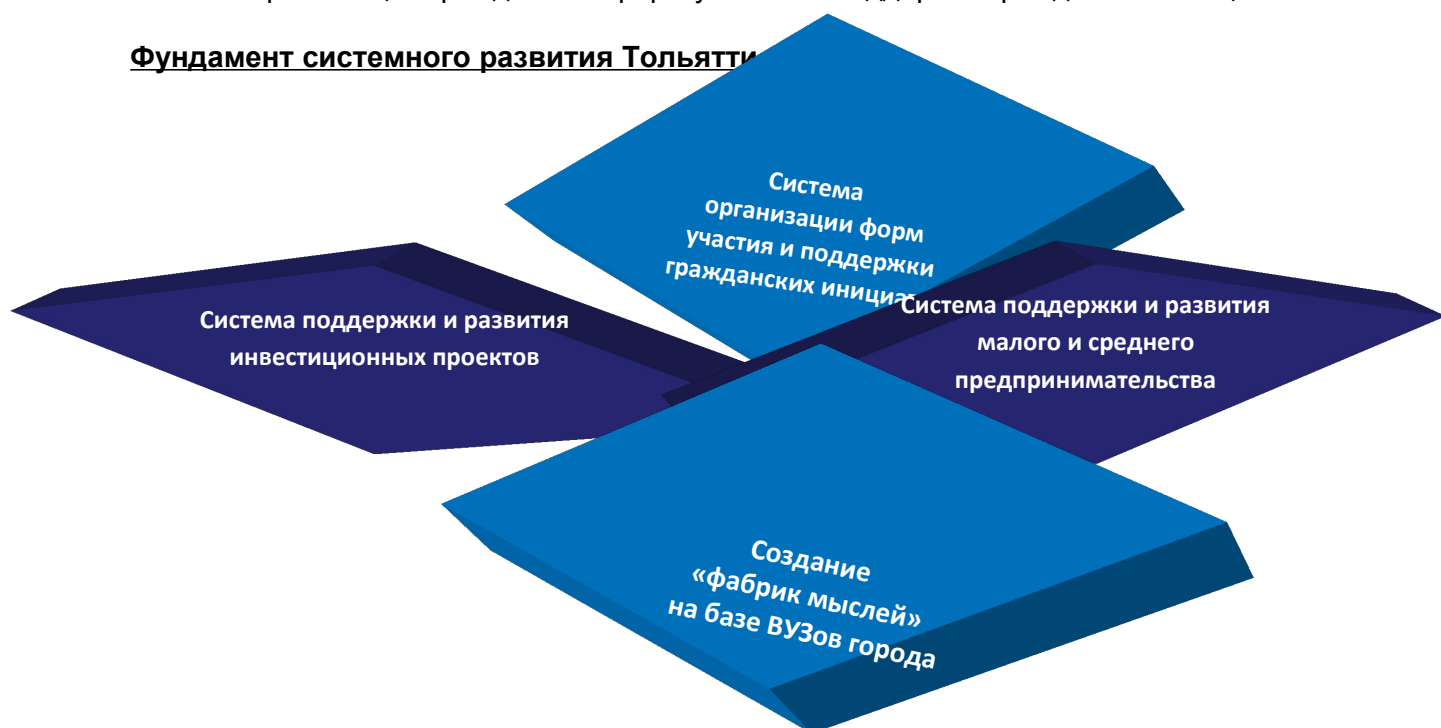 Фундамент системного развития Тольятти
Система
организации форм
участия и поддержки
гражданских
Система поддержки и развития
инвестиционных проектов
Система поддержки и развития
малого и среднего
предпринимательства
Создание
«фабрик мыслей»
на базе ВУЗов города